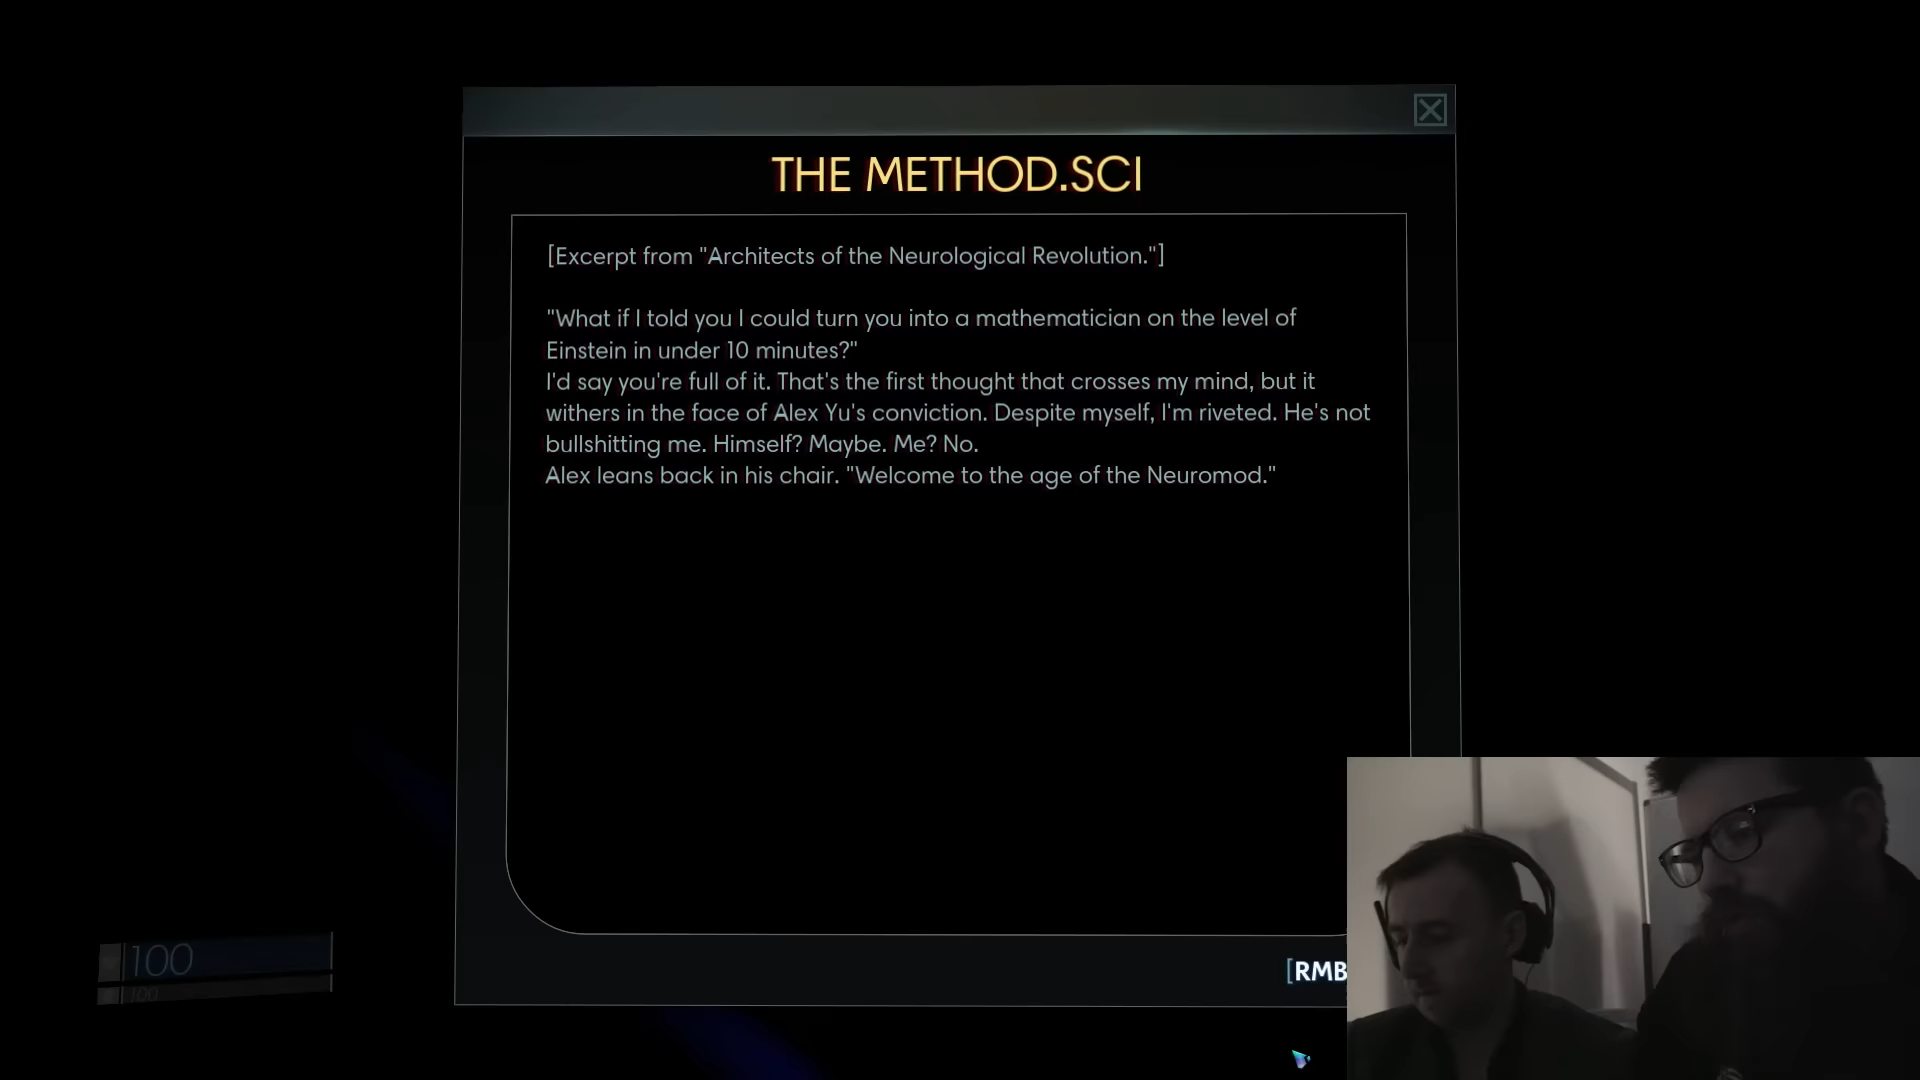 THE METHOD.SCI
[Excerpt from "Architects of the Neurological Revolution."]
"What if I told you I could turn you into a mathematician on the level of
Einstein in under 10 minutes?"
I'd say you're full of it. That's the first thought that crosses my mind, but it
withers in the face of Alex Yu's conviction. Despite myself, I'm riveted. He's not
bullshitting me. Himself? Maybe. Me? No.
Alex leans back in his chair. "Welcome to the age of the Neuromod."
100
100
[RMB